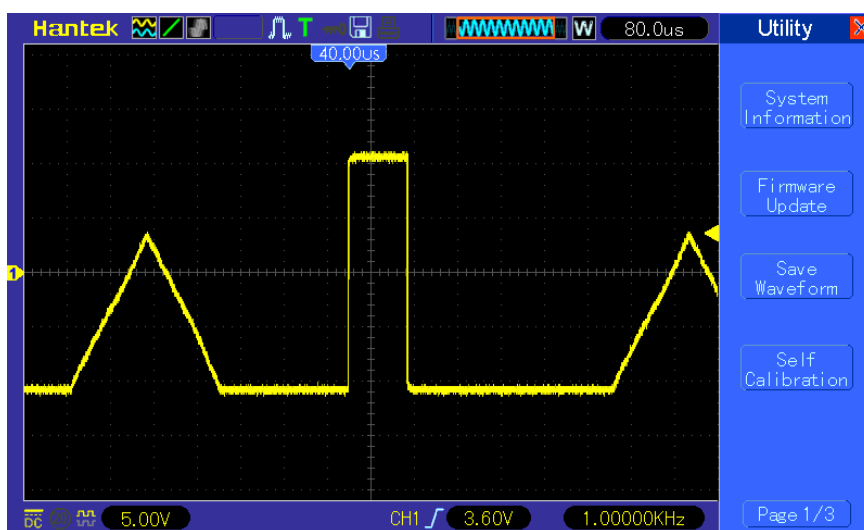 Hantek T W 80.0us Utility
40.00us
System
Information
Firmware
Update
Save
Waveform
1
Self
Calibration
DC 5.00V CH1 3.60V 1.00000KHz Page 1/3